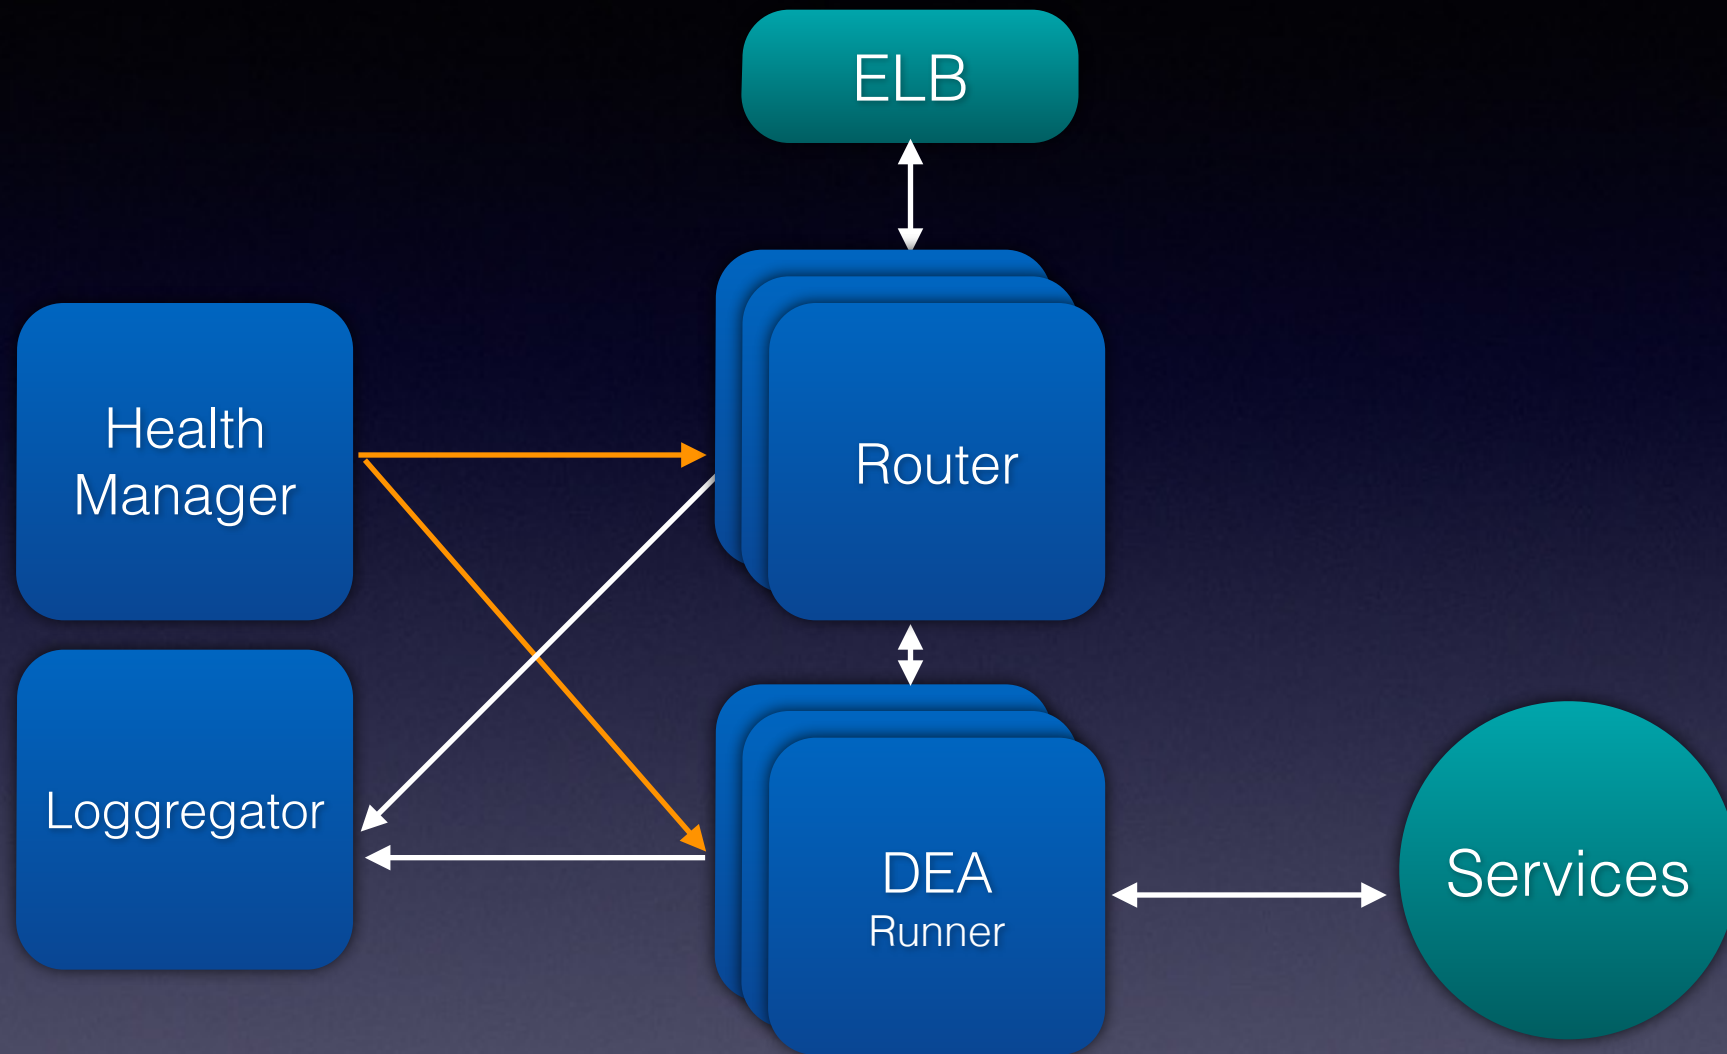 ELB
Health
Manager
Router
Loggregator
DEA
Runner
Services